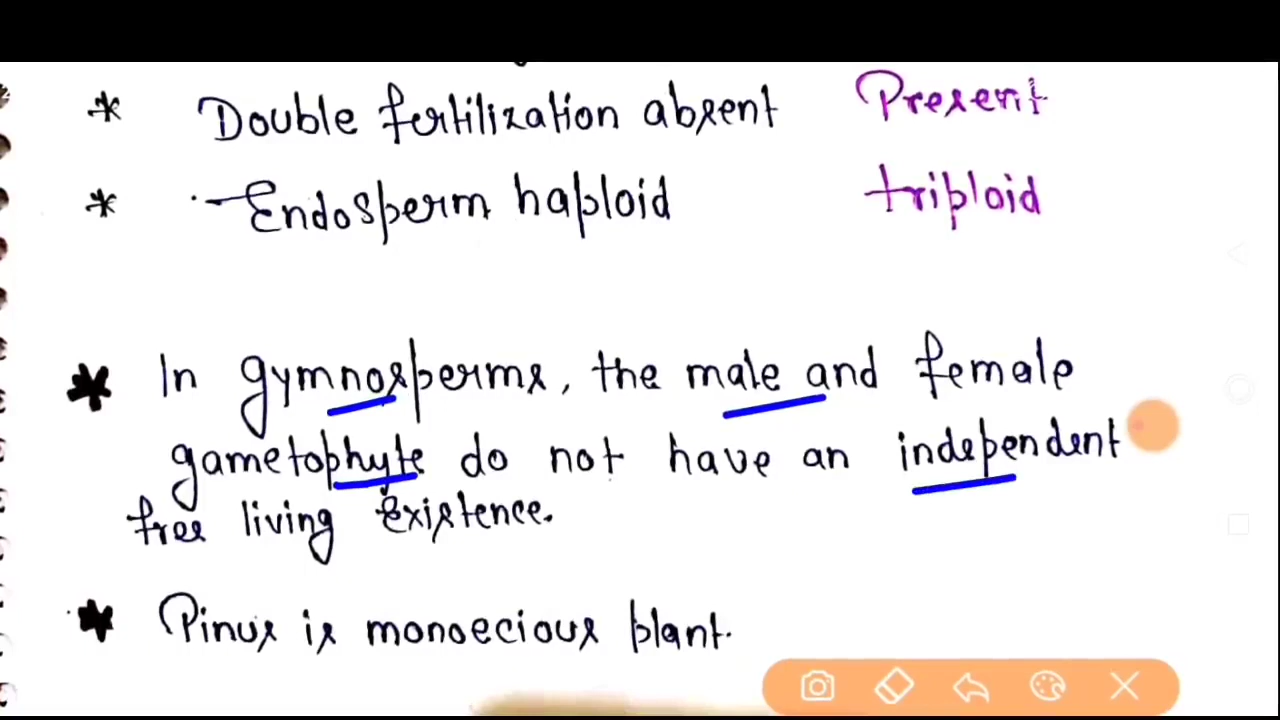 * Double fertilization absent Present
* Endosperm haploid triploid
* In gymnosperms, the male and female
gametophyte do not have an independent
free living existence.
* Pinus is monoecious plant.